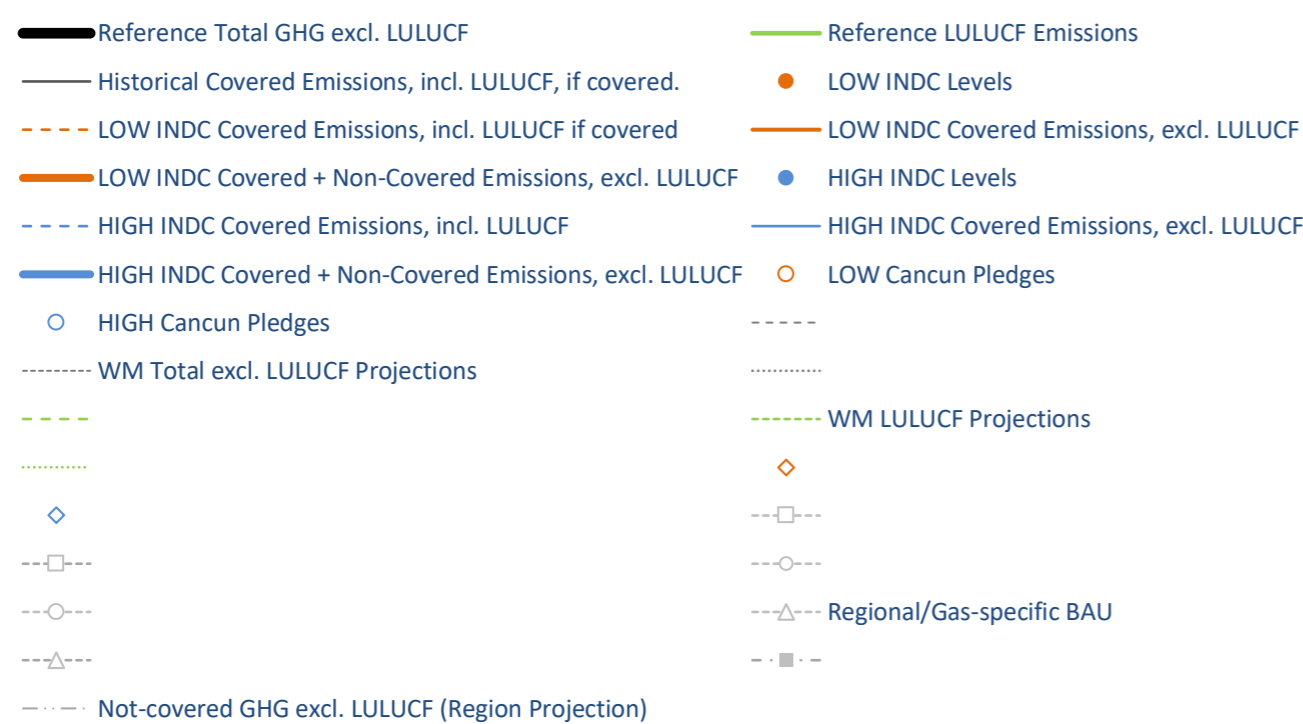 Reference Total GHG excl. LULUCF
Reference LULUCF Emissions
Historical Covered Emissions, incl. LULUCF, if covered.
LOW INDC Levels
LOW INDC Covered Emissions, incl. LULUCF if covered
LOW INDC Covered Emissions, excl. LULUCF
LOW INDC Covered + Non-Covered Emissions, excl. LULUCF
HIGH INDC Levels
HIGH INDC Covered Emissions, incl. LULUCF
HIGH INDC Covered Emissions, excl. LULUCF
HIGH INDC Covered + Non-Covered Emissions, excl. LULUCF
LOW Cancun Pledges
HIGH Cancun Pledges
WM Total excl. LULUCF Projections
WM LULUCF Projections
Regional/Gas-specific BAU
Not-covered GHG excl. LULUCF (Region Projection)